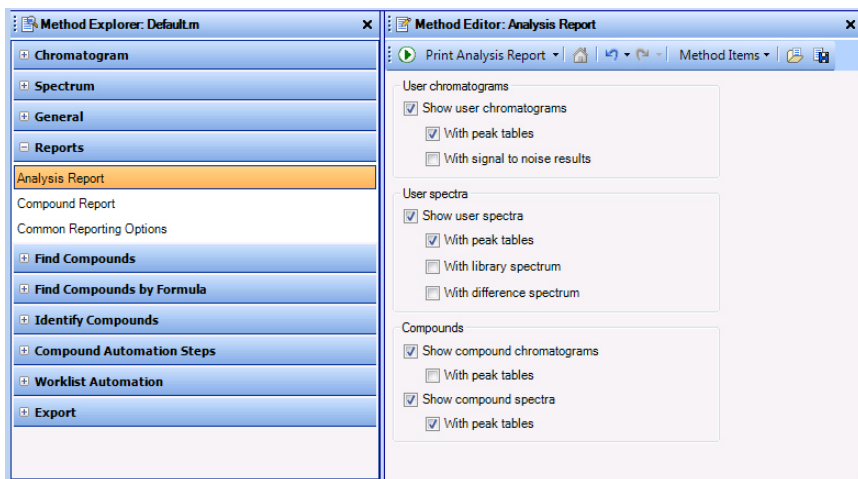 Method Explorer: Default.m
Chromatogram
Spectrum
General
Reports
Analysis Report
Compound Report
Common Reporting Options
Find Compounds
Find Compounds by Formula
Identify Compounds
Compound Automation Steps
Worklist Automation
Export
Method Editor: Analysis Report
Print Analysis Report
Method Items
User chromatograms
Show user chromatograms
With peak tables
With signal to noise results
User spectra
Show user spectra
With peak tables
With library spectrum
With difference spectrum
Compounds
Show compound chromatograms
With peak tables
Show compound spectra
With peak tables